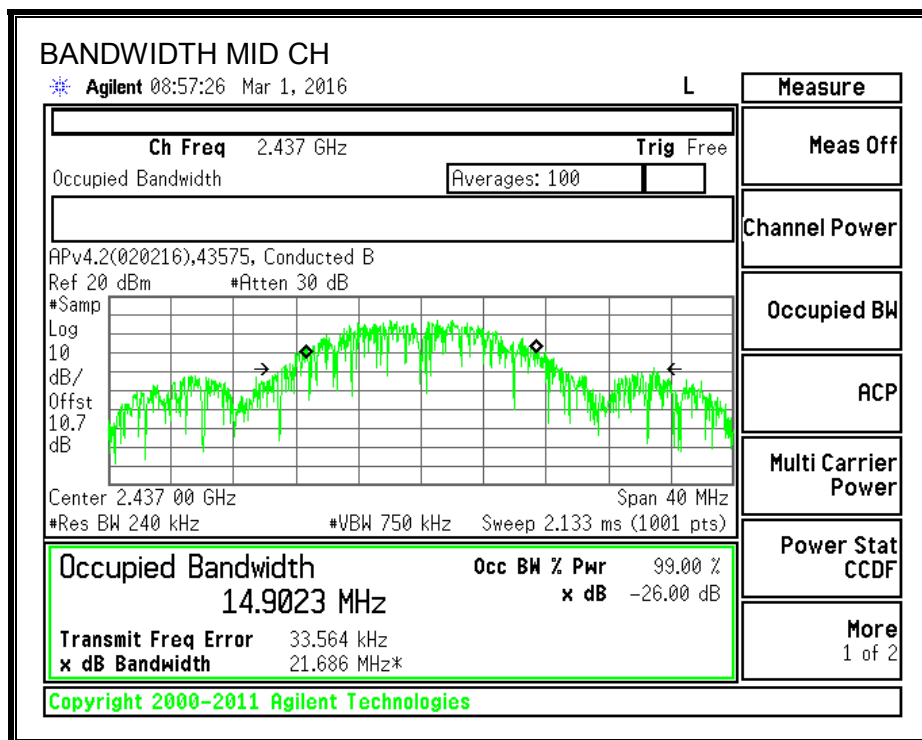 BANDWIDTH MID CH
Agilent 08:57:26 Mar 1, 2016 L
Ch Freq 2.437 GHz Trig Free
Occupied Bandwidth Averages: 100
APv4.2(020216),43575, Conducted B
Ref 20 dBm #Atten 30 dB
#Samp
Log
10
dB/
Offst
10.7
dB
Center 2.437 00 GHz Span 40 MHz
#Res BW 240 kHz #VBW 750 kHz Sweep 2.133 ms (1001 pts)
Occupied Bandwidth
14.9023 MHz
Occ BW % Pwr 99.00 %
x dB -26.00 dB
Transmit Freq Error 33.564 kHz
x dB Bandwidth 21.686 MHz*
Copyright 2000-2011 Agilent Technologies
Measure
Meas Off
Channel Power
Occupied BW
ACP
Multi Carrier
Power
Power Stat
CCDF
More
1 of 2